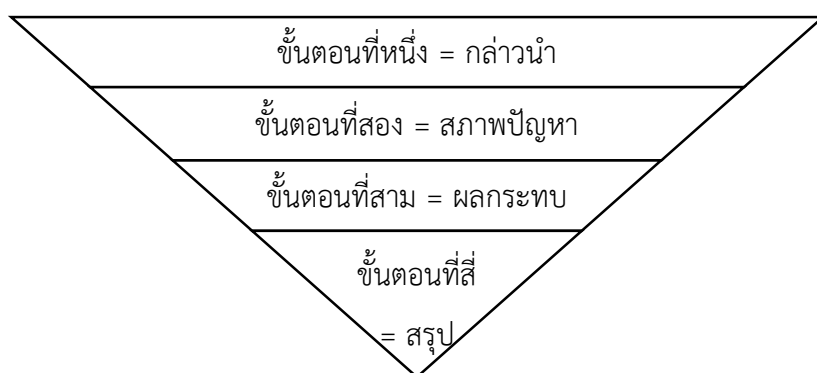 ขั้นตอนที่หนึ่ง = กล่าวนำ
ขั้นตอนที่สอง = สภาพปัญหา
ขั้นตอนที่สาม = ผลกระทบ
ขั้นตอนที่สี่
= สรุป